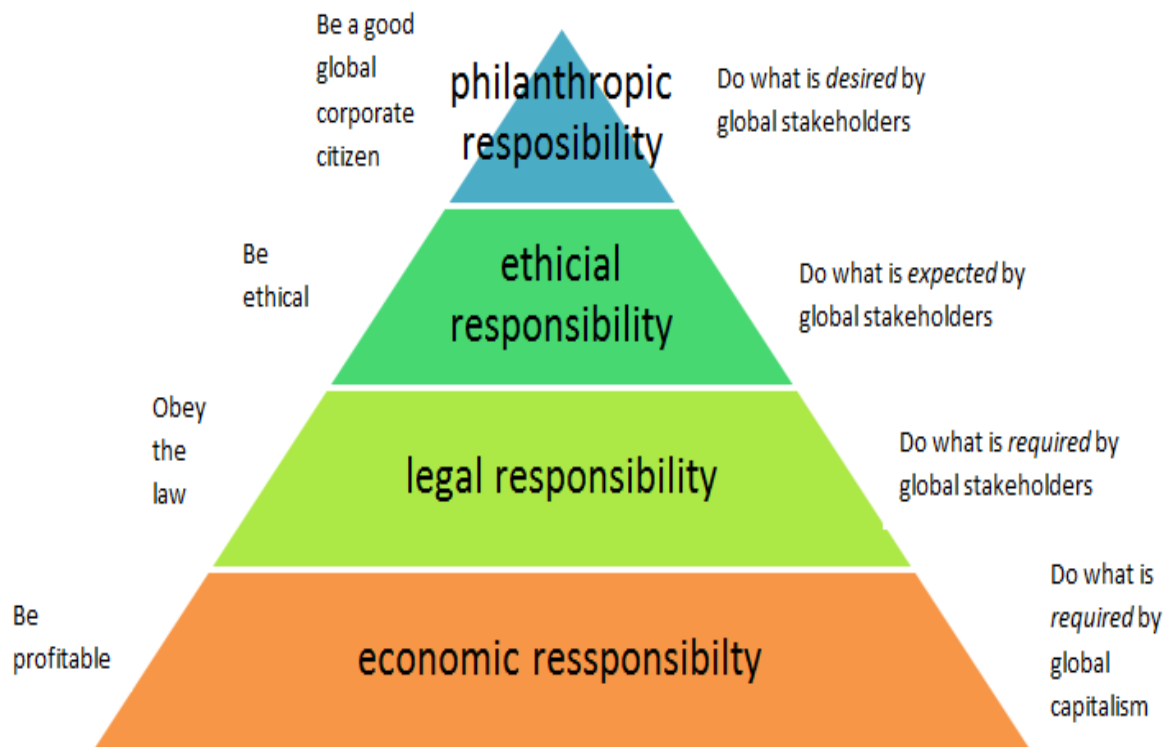 Be a good
global
corporate
citizen
philanthropic
resposibility
Do what is desired by
global stakeholders
Be
ethical
ethicial
responsibility
Do what is expected by
global stakeholders
Obey
the
law
legal responsibility
Do what is required by
global stakeholders
Be
profitable
economic ressponsibilty
Do what is
required by
global
capitalism